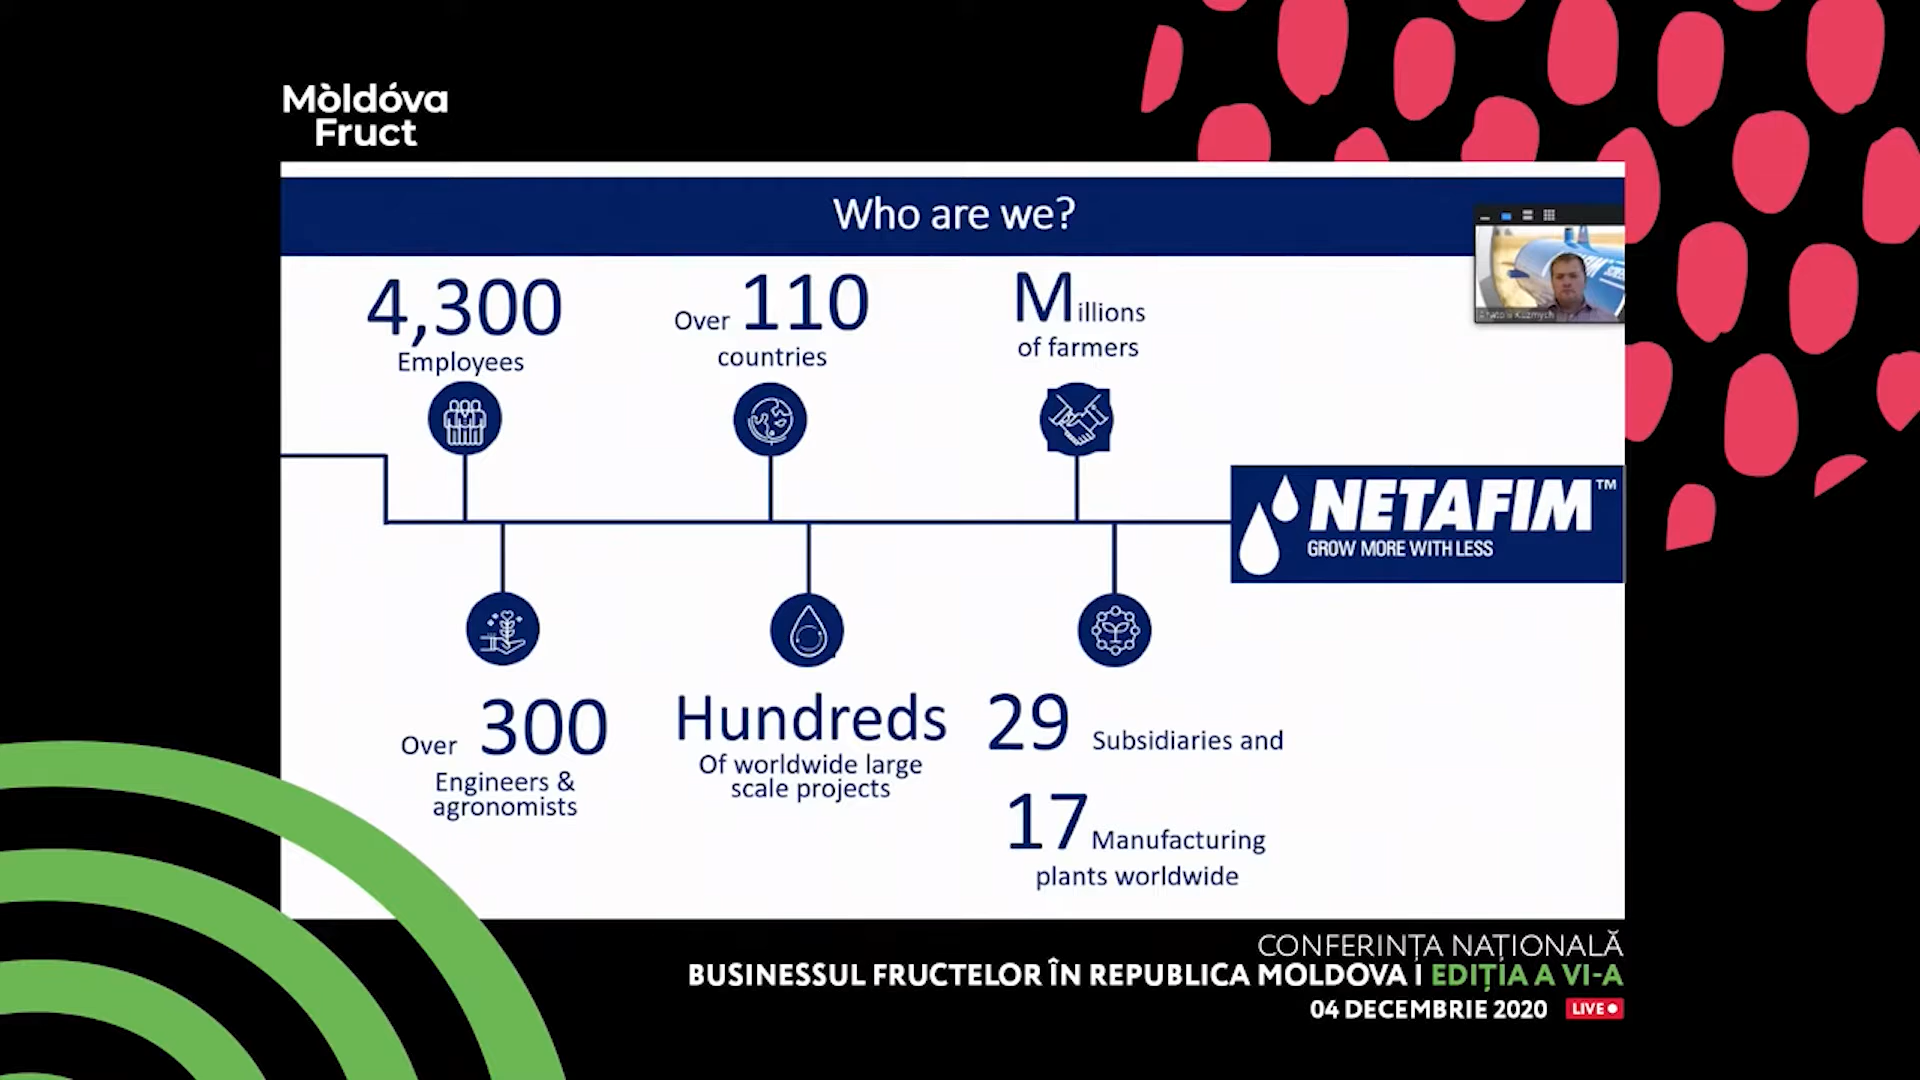 Mòldóva
Fruct
Who are we?
4,300
Employees
Over 110
countries
Millions
of farmers
NETAFIM™
GROW MORE WITH LESS
Over 300
Engineers &
agronomists
Hundreds
Of worldwide large
scale projects
29 Subsidiaries and
17 Manufacturing
plants worldwide
CONFERINȚA NAȚIONALĂ
BUSINESSUL FRUCTELOR ÎN REPUBLICA MOLDOVA I EDIȚIA A VI-A
04 DECEMBRIE 2020 LIVE